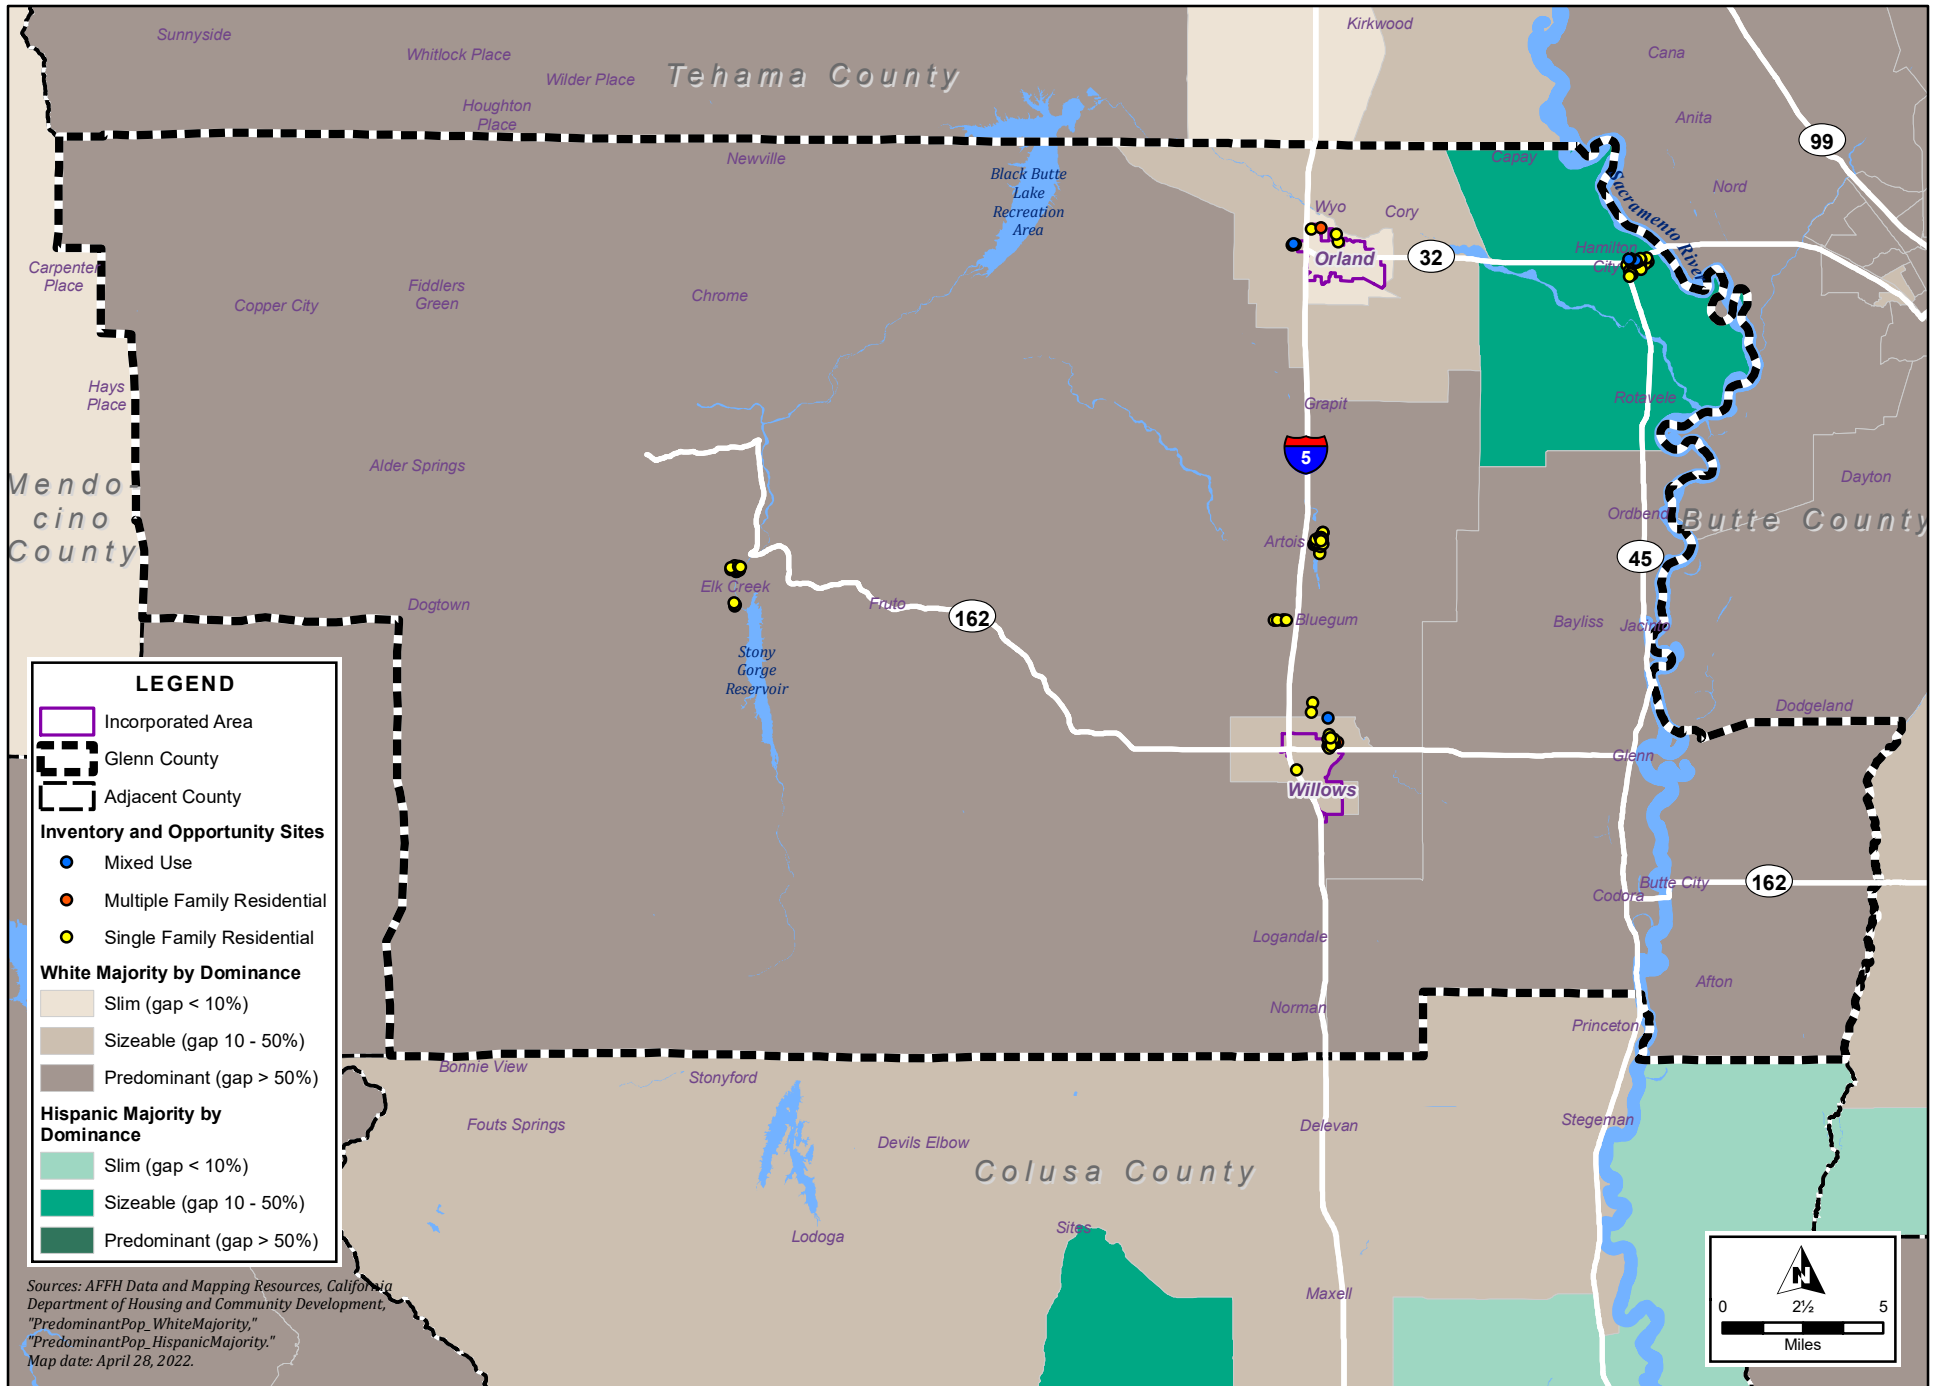 Sunnyside
Whitlock Place
Wilder Place
Houghton
Place
Tehama County
Kirkwood
Cana
Anita
99
Nord
Newville
Capay
Black Butte
Lake
Recreation
Area
Sacramento River
Wyo
Cory
Orland
32
Hamilton
City
Carpenter
Place
Copper City
Fiddlers
Green
Chrome
Hays
Place
Grapit
Rotavele
5
Alder Springs
Mendo-
cino
County
Dayton
Ordbend
Butte County
Artois
45
Elk Creek
Dogtown
Fruto
162
Bluegum
Bayliss
Jacinto
Stony
Gorge
Reservoir
Dodgeland
Glenn
Willows
Butte City
162
Codora
Logandale
Afton
Norman
Princeton
Bonnie View
Stonyford
Fouts Springs
Devils Elbow
Delevan
Stegeman
Colusa County
Sites
Lodoga
Maxell
LEGEND
Incorporated Area
Glenn County
Adjacent County
Inventory and Opportunity Sites
Mixed Use
Multiple Family Residential
Single Family Residential
White Majority by Dominance
Slim (gap < 10%)
Sizeable (gap 10 - 50%)
Predominant (gap > 50%)
Hispanic Majority by
Dominance
Slim (gap < 10%)
Sizeable (gap 10 - 50%)
Predominant (gap > 50%)
Sources: AFFH Data and Mapping Resources, California
Department of Housing and Community Development,
"PredominantPop_WhiteMajority,"
"PredominantPop_HispanicMajority."
Map date: April 28, 2022.
N
0 2½ 5
Miles